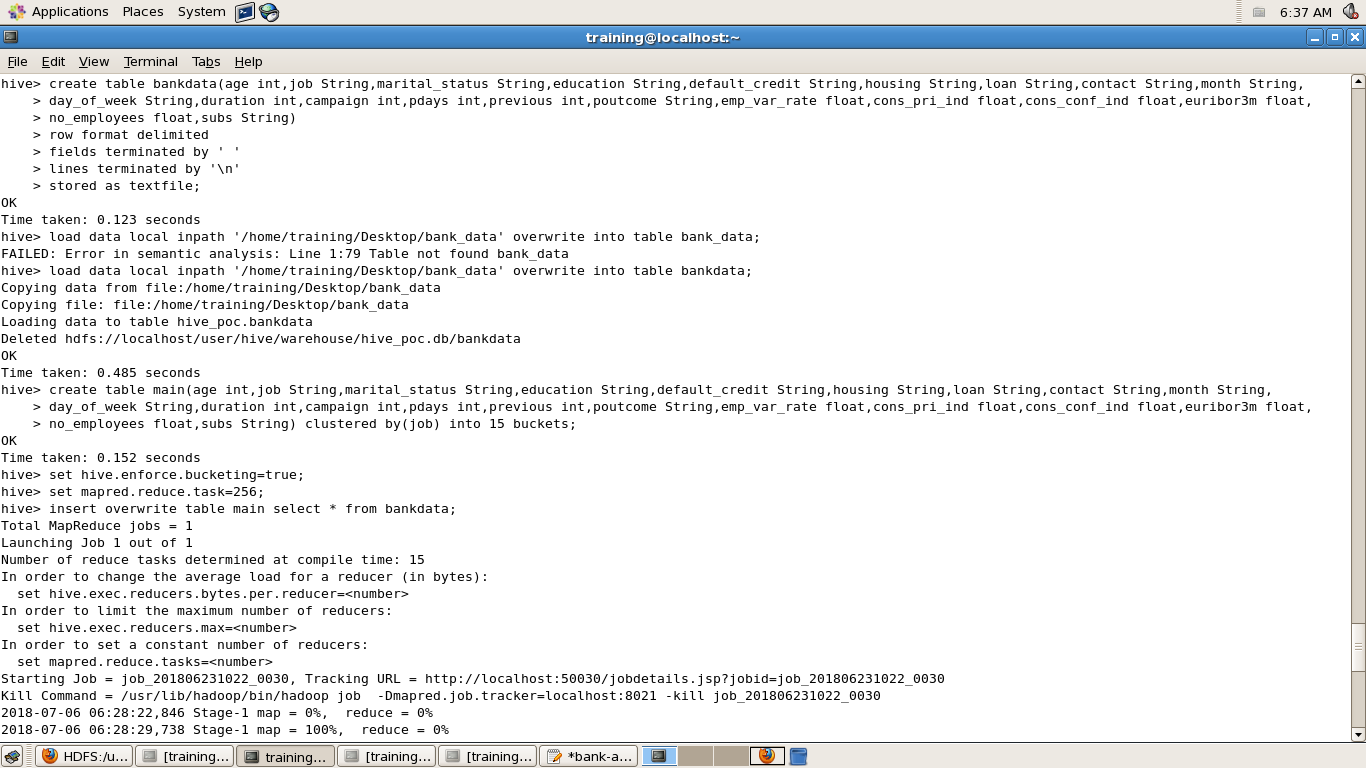 Applications Places System 6:37 AM
training@localhost:~
File Edit View Terminal Tabs Help
hive> create table bankdata(age int,job String,marital_status String,education String,default_credit String,housing String,loan String,contact String,month String,
    > day_of_week String,duration int,campaign int,pdays int,previous int,poutcome String,emp_var_rate float,cons_pri_ind float,cons_conf_ind float,euribor3m float,
    > no_employees float,subs String)
    > row format delimited
    > fields terminated by ' '
    > lines terminated by '\n'
    > stored as textfile;
OK
Time taken: 0.123 seconds
hive> load data local inpath '/home/training/Desktop/bank_data' overwrite into table bank_data;
FAILED: Error in semantic analysis: Line 1:79 Table not found bank_data
hive> load data local inpath '/home/training/Desktop/bank_data' overwrite into table bankdata;
Copying data from file:/home/training/Desktop/bank_data
Copying file: file:/home/training/Desktop/bank_data
Loading data to table hive_poc.bankdata
Deleted hdfs://localhost/user/hive/warehouse/hive_poc.db/bankdata
OK
Time taken: 0.485 seconds
hive> create table main(age int,job String,marital_status String,education String,default_credit String,housing String,loan String,contact String,month String,
    > day_of_week String,duration int,campaign int,pdays int,previous int,poutcome String,emp_var_rate float,cons_pri_ind float,cons_conf_ind float,euribor3m float,
    > no_employees float,subs String) clustered by(job) into 15 buckets;
OK
Time taken: 0.152 seconds
hive> set hive.enforce.bucketing=true;
hive> set mapred.reduce.task=256;
hive> insert overwrite table main select * from bankdata;
Total MapReduce jobs = 1
Launching Job 1 out of 1
Number of reduce tasks determined at compile time: 15
In order to change the average load for a reducer (in bytes):
  set hive.exec.reducers.bytes.per.reducer=<number>
In order to limit the maximum number of reducers:
  set hive.exec.reducers.max=<number>
In order to set a constant number of reducers:
  set mapred.reduce.tasks=<number>
Starting Job = job_201806231022_0030, Tracking URL = http://localhost:50030/jobdetails.jsp?jobid=job_201806231022_0030
Kill Command = /usr/lib/hadoop/bin/hadoop job  -Dmapred.job.tracker=localhost:8021 -kill job_201806231022_0030
2018-07-06 06:28:22,846 Stage-1 map = 0%,  reduce = 0%
2018-07-06 06:28:29,738 Stage-1 map = 100%,  reduce = 0%
HDFS:/u... [training... training... [training... [training... *bank-a...